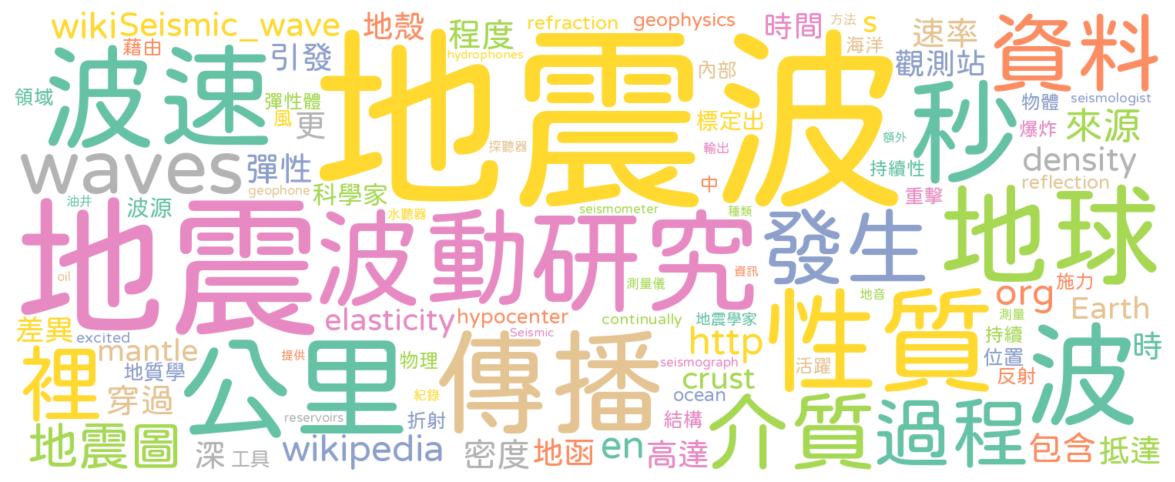 wikiSeismic_wave
地殼
程度
refraction
geophysics
時間
s
速率
資料
藉由
引發
hydrophones
方法
海洋
觀測站
波速
地震波
內部
秒
物體
seismologist
領域
彈性體
風
更
標定出
爆炸
來源
額外
waves
彈性
探聽器
輸出
持續性
density
geophone
科學家
中
重擊
reflection
油井
波源
水聽器
seismometer
種類
地震波動研究
發生
地球
oil
資訊
測量儀
地音
施力
org
Earth
差異
excited
elasticity
hypocenter
Seismic
continually
地震學家
http
性質
測量
持續
波
時
裡
mantle
地質學
提供
公里
物理
傳播
seismograph
活躍
位置
反射
穿過
紀錄
crust
ocean
reservoirs
折射
結構
介質
過程
地震圖
深
工具
wikipedia
密度
地函
en
高達
包含
抵達